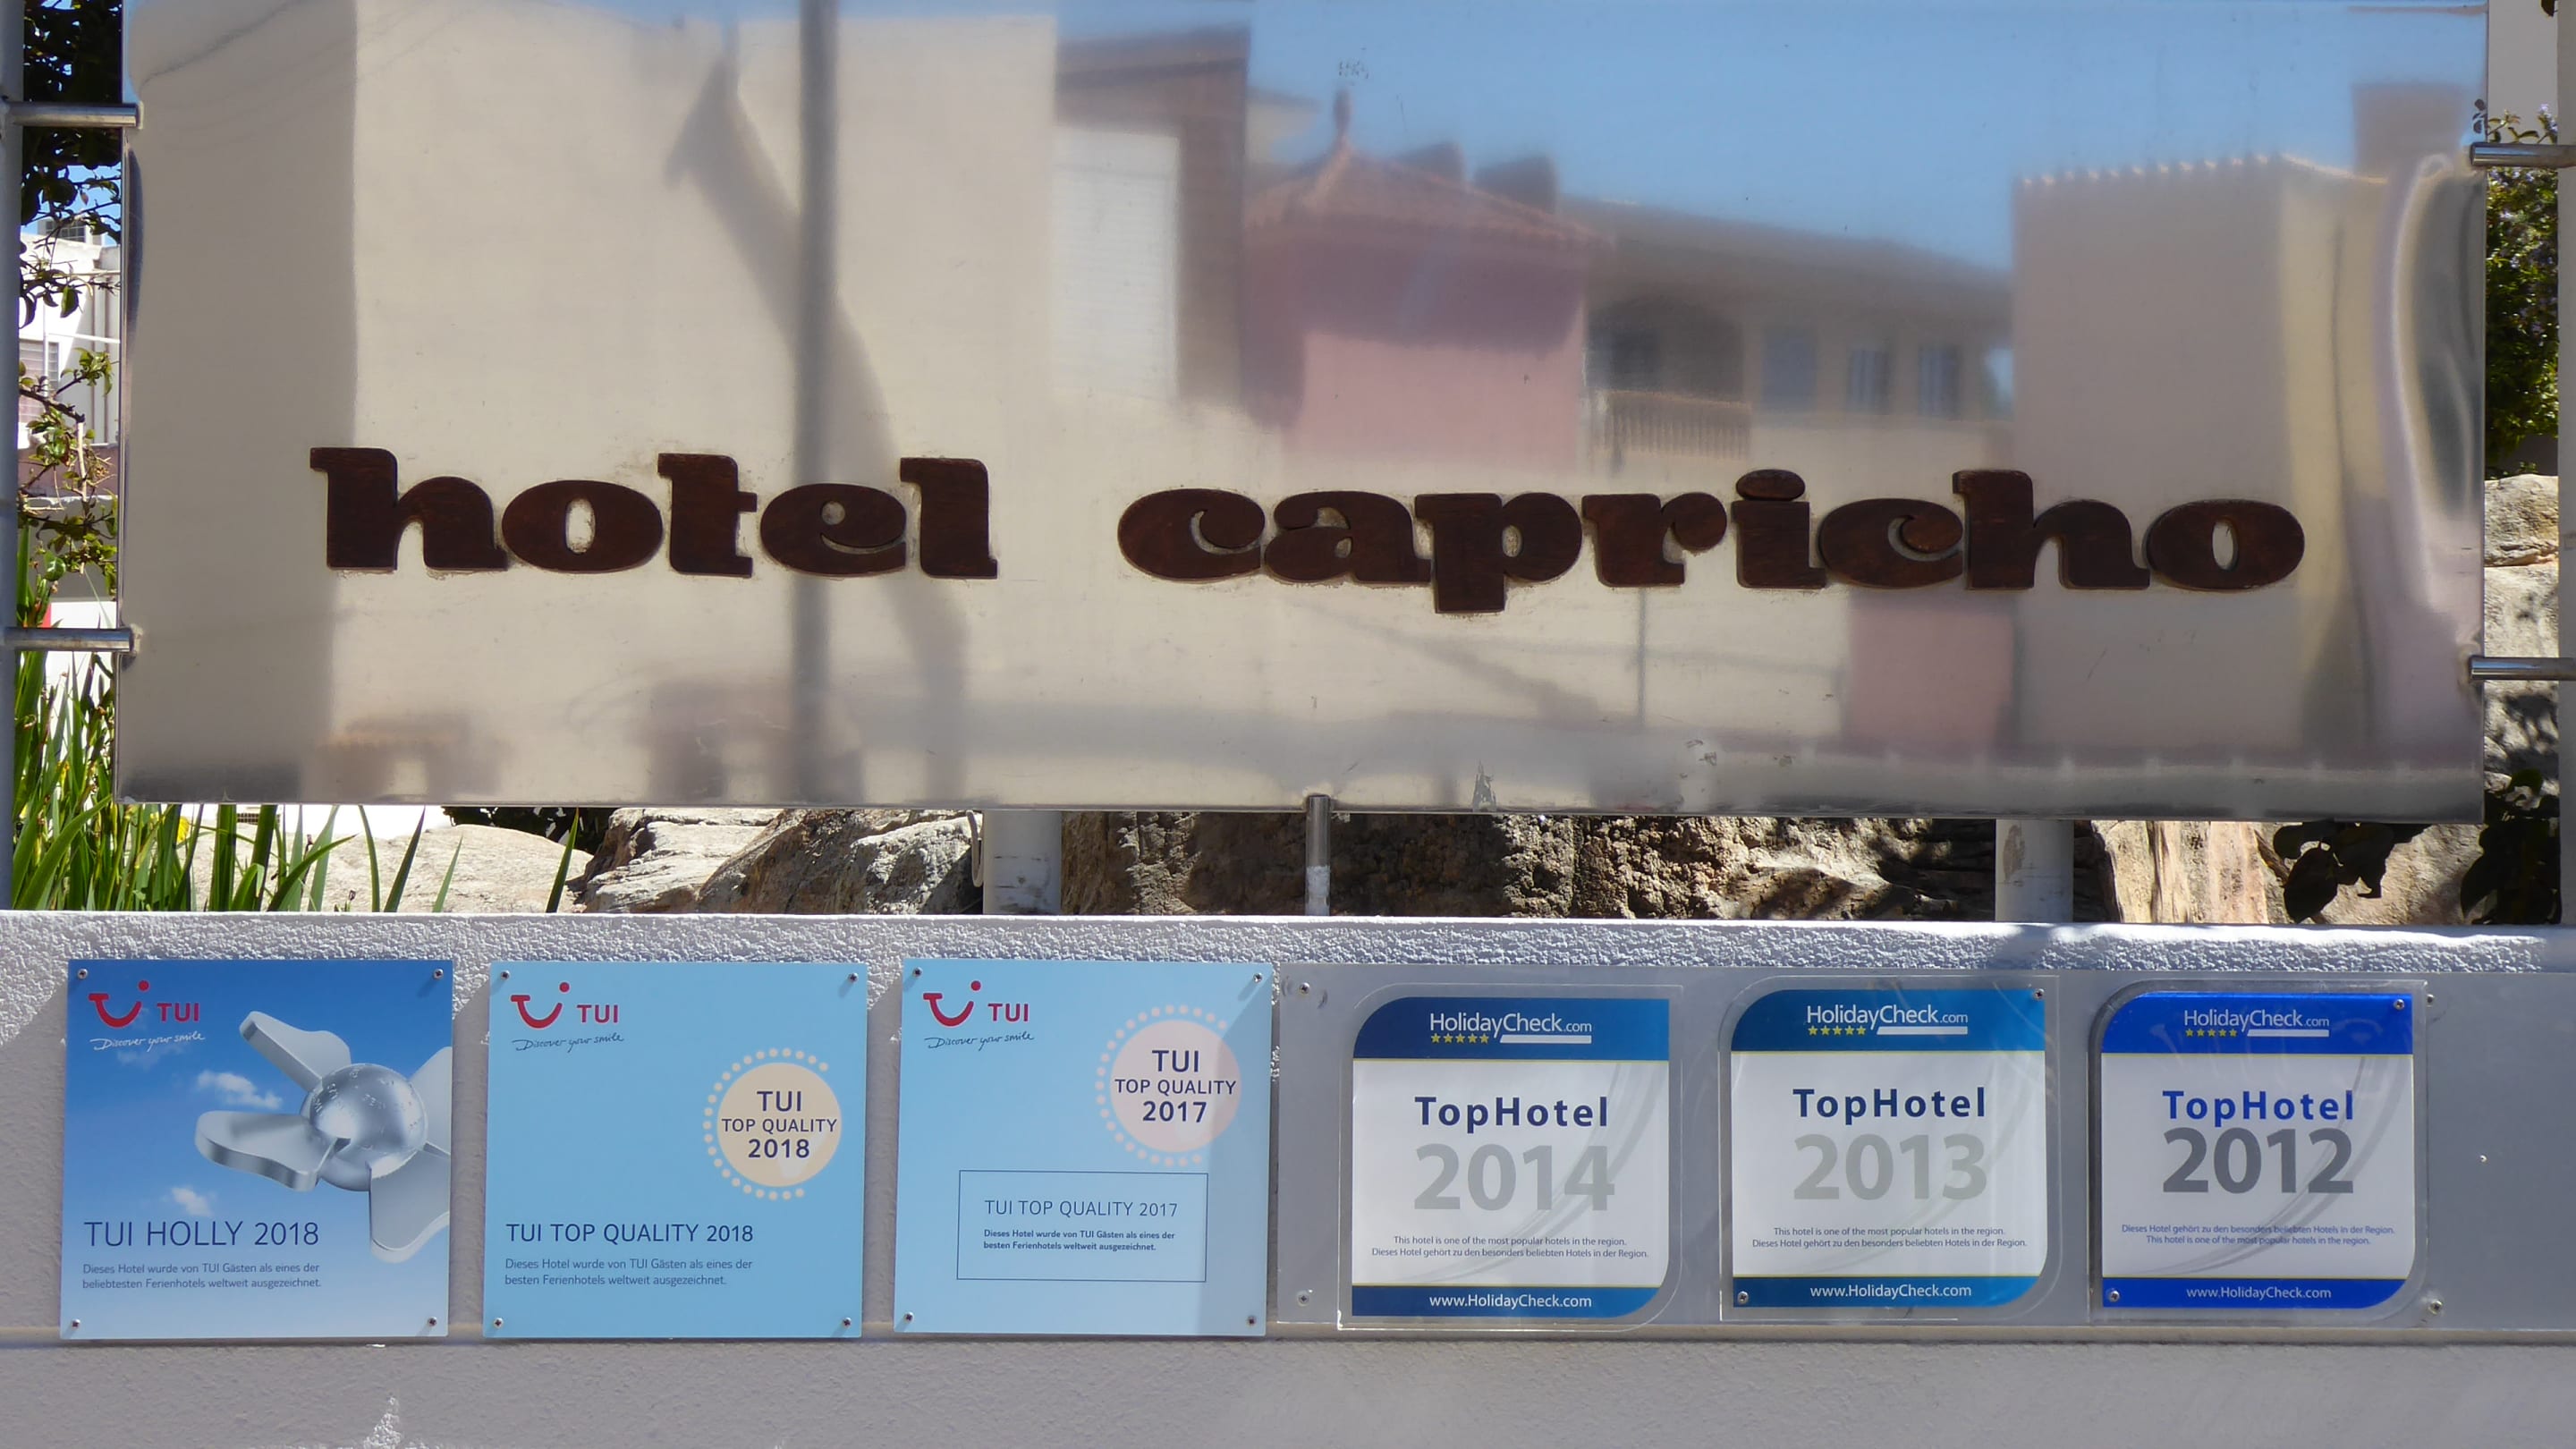 hotel capricho
TUI
Discover your smile
TUI HOLLY 2018
Dieses Hotel wurde von TUI Gästen als eines der
beliebtesten Ferienhotels weltweit ausgezeichnet.
TUI
Discover your smile
TUI
TOP QUALITY
2018
TUI TOP QUALITY 2018
Dieses Hotel wurde von TUI Gästen als eines der
besten Ferienhotels weltweit ausgezeichnet.
TUI
Discover your smile
TUI
TOP QUALITY
2017
TUI TOP QUALITY 2017
Dieses Hotel wurde von TUI Gästen als eines der
besten Ferienhotels weltweit ausgezeichnet.
HolidayCheck.com
TopHotel
2014
This hotel is one of the most popular hotels in the region.
Dieses Hotel gehört zu den besonders beliebten Hotels in der Region.
www.HolidayCheck.com
HolidayCheck.com
TopHotel
2013
This hotel is one of the most popular hotels in the region.
Dieses Hotel gehört zu den besonders beliebten Hotels in der Region.
www.HolidayCheck.com
HolidayCheck.com
TopHotel
2012
Dieses Hotel gehört zu den besonders beliebten Hotels in der Region.
This hotel is one of the most popular hotels in the region.
www.HolidayCheck.com